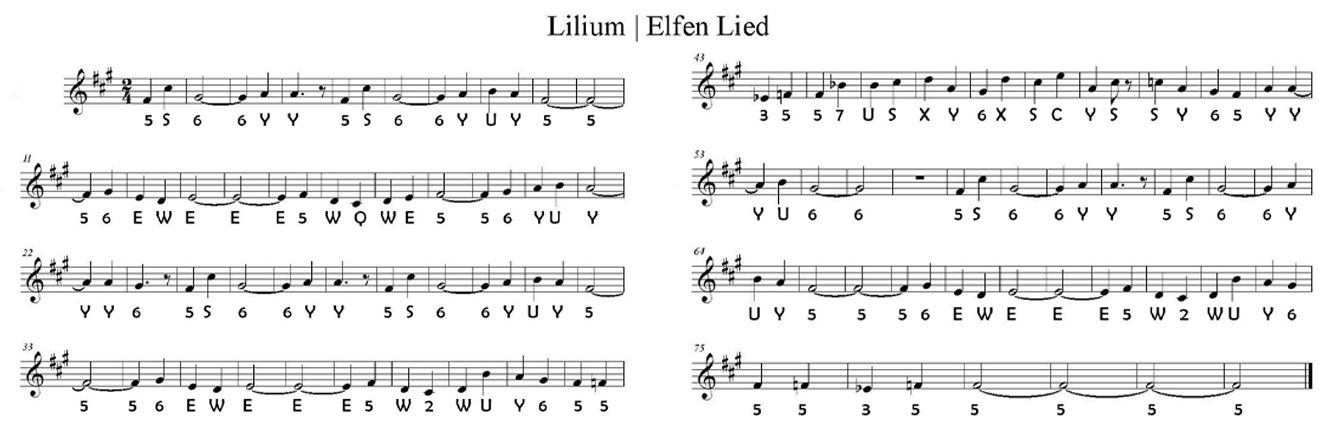 Lilium | Elfen Lied
2
4
5 S 6 6 Y Y 5 S 6 6 Y U Y 5 5
11
5 6 E W E E E 5 W Q W E 5 5 6 Y U Y
22
Y Y 6 5 S 6 6 Y Y 5 S 6 6 Y U Y 5
33
5 5 6 E W E E E 5 W 2 W U Y 6 5 5
43
3 5 5 7 U S X Y 6 X S C Y S S Y 6 5 Y Y
53
Y U 6 6 5 S 6 6 Y Y 5 S 6 6 Y
64
U Y 5 5 5 6 E W E E E 5 W 2 W U Y 6
75
5 5 3 5 5 5 5 5